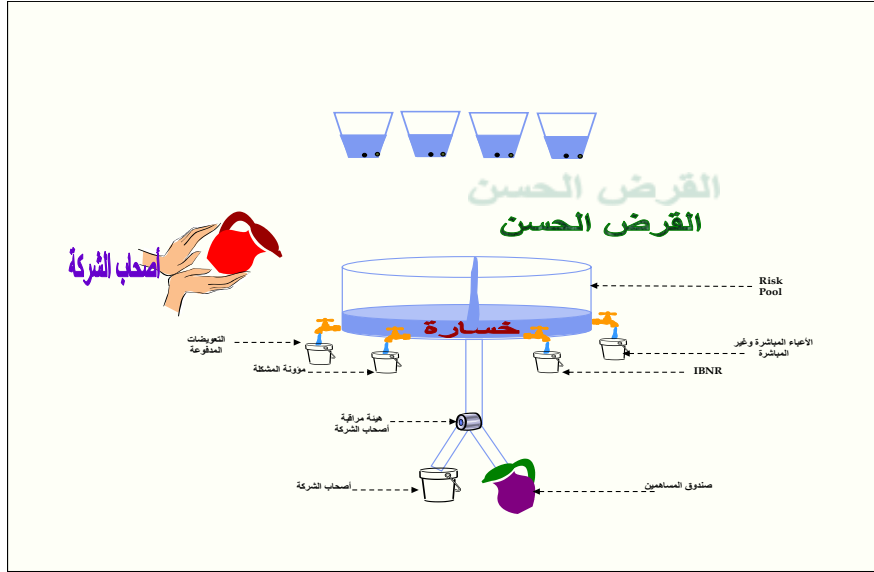 القرض الحسن
القرض الحسن
أصحاب الشركة
Risk
Pool
خسارة
التعويضات
المدفوعة
مؤونة المشكلة
الأعباء المباشرة وغير
المباشرة
IBNR
هيئة مراقبة
أصحاب الشركة
أصحاب الشركة
صندوق المساهمين